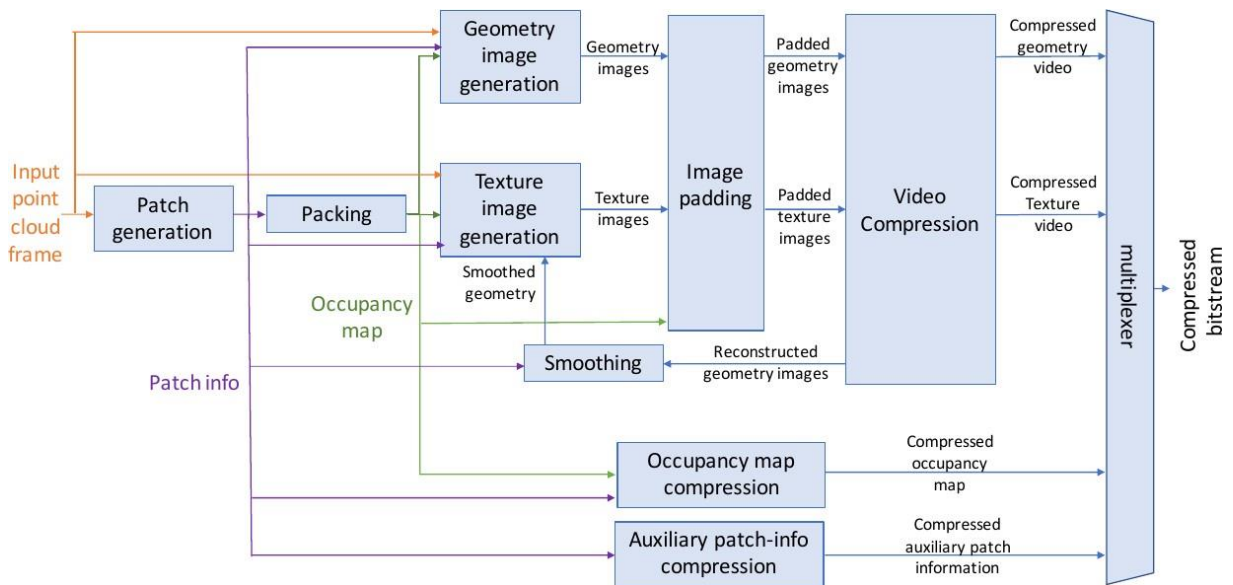 Geometry
image
generation
Geometry
images
Padded
geometry
images
Compressed
geometry
video
Input
point
cloud
frame
Patch
generation
Packing
Texture
image
generation
Texture
images
Image
padding
Padded
texture
images
Video
Compression
Compressed
Texture
video
multiplexer
Compressed
bitstream
Smoothed
geometry
Occupancy
map
Smoothing
Reconstructed
geometry images
Patch info
Occupancy map
compression
Compressed
occupancy
map
Auxiliary patch-info
compression
Compressed
auxiliary patch
information